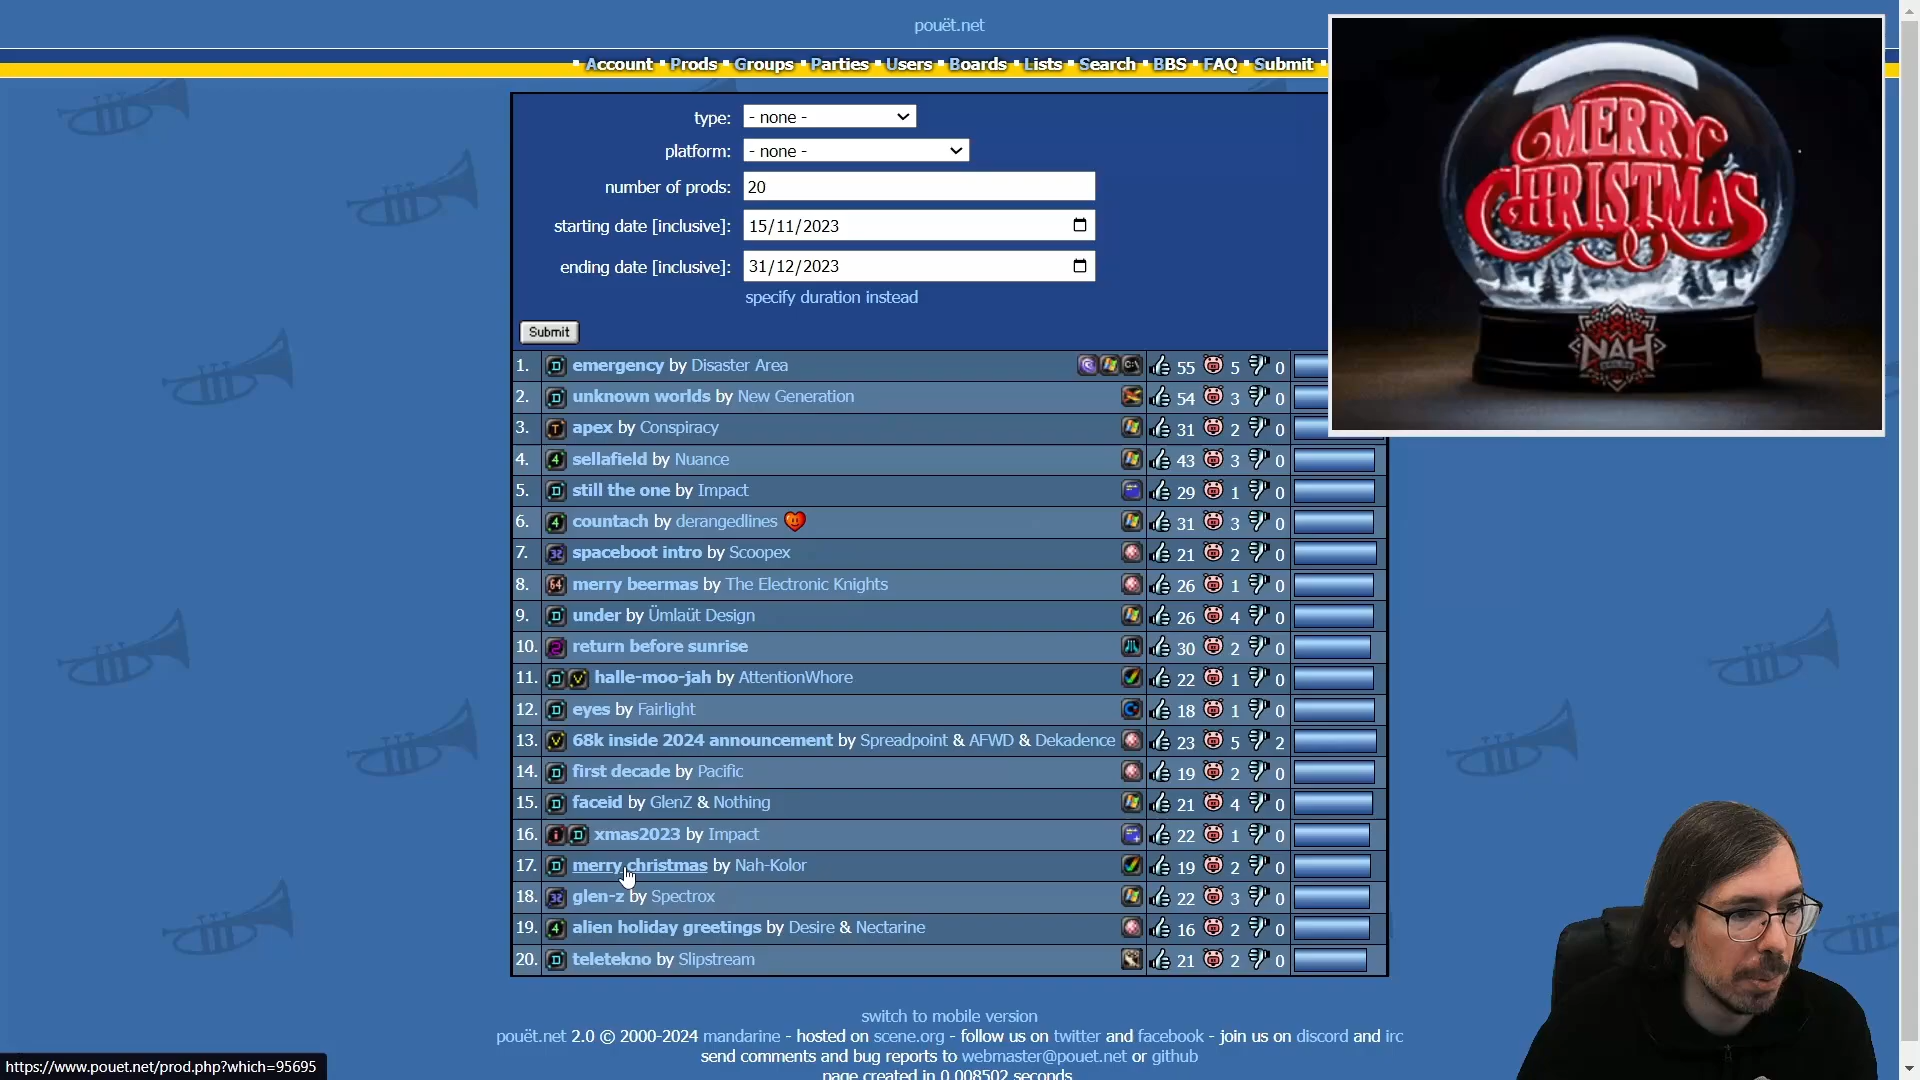 pouët.net
Account Prods Groups Parties Users Boards Lists Search BBS FAQ Submit
type: - none -
platform: - none -
number of prods: 20
starting date [inclusive]: 15/11/2023
ending date [inclusive]: 31/12/2023
specify duration instead
Submit
MERRY
CHRISTMAS
NAH
1. emergency by Disaster Area 55 5 0
2. unknown worlds by New Generation 54 3 0
3. apex by Conspiracy 31 2 0
4. sellafield by Nuance 43 3 0
5. still the one by Impact 29 1 0
6. countach by derangedlines 31 3 0
7. spaceboot intro by Scoopex 21 2 0
8. merry beermas by The Electronic Knights 26 1 0
9. under by Ümlaüt Design 26 4 0
10. return before sunrise 30 2 0
11. halle-moo-jah by AttentionWhore 22 1 0
12. eyes by Fairlight 18 1 0
13. 68k inside 2024 announcement by Spreadpoint & AFWD & Dekadence 23 5 2
14. first decade by Pacific 19 2 0
15. faceid by GlenZ & Nothing 21 4 0
16. xmas2023 by Impact 22 1 0
17. merry christmas by Nah-Kolor 19 2 0
18. glen-z by Spectrox 22 3 0
19. alien holiday greetings by Desire & Nectarine 16 2 0
20. teletekno by Slipstream 21 2 0
switch to mobile version
pouët.net 2.0 © 2000-2024 mandarine - hosted on scene.org - follow us on twitter and facebook - join us on discord and irc
send comments and bug reports to webmaster@pouet.net or github
page created in 0.008502 seconds.
https://www.pouet.net/prod.php?which=95695